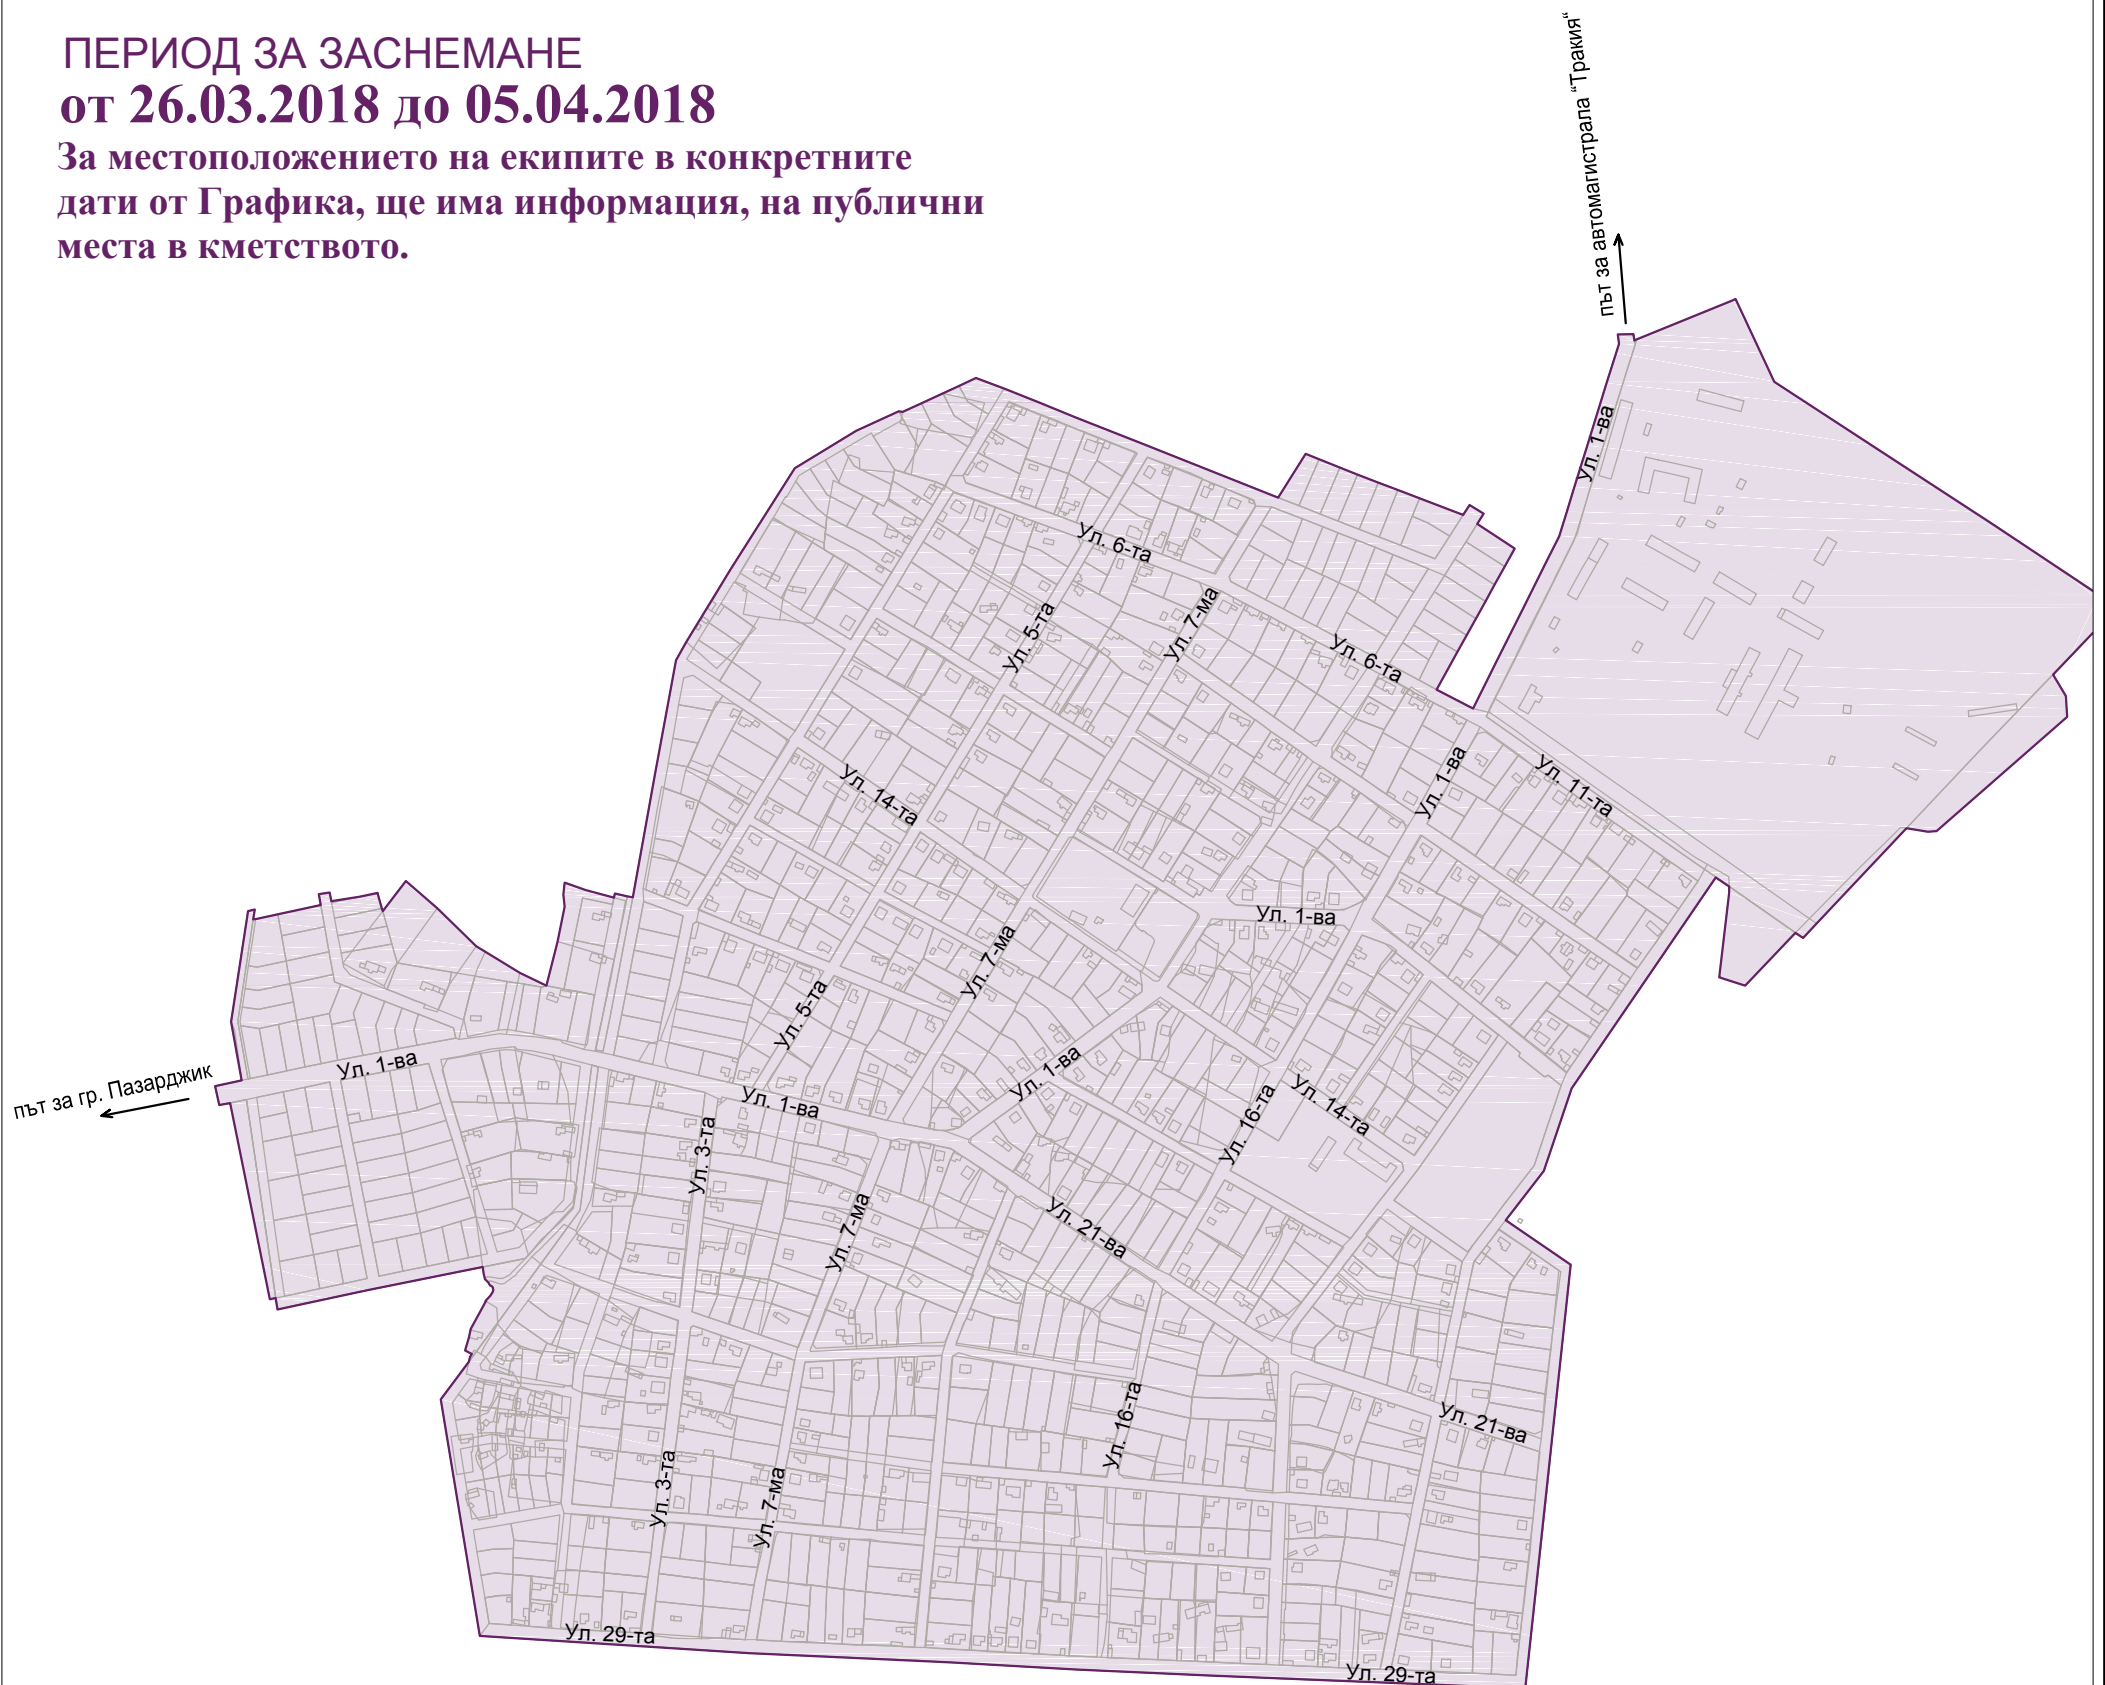 ПЕРИОД ЗА ЗАСНЕМАНЕ
от 26.03.2018 до 05.04.2018
За местоположението на екипите в конкретните
дати от Графика, ще има информация, на публични
места в кметството.
път за автомагистрала “Тракия“
Ул. 1-ва
Ул. 6-та
Ул. 5-та
Ул. 7-ма
Ул. 6-та
Ул. 14-та
Ул. 1-ва
Ул. 11-та
Ул. 1-ва
Ул. 7-ма
Ул. 5-та
Ул. 1-ва
път за гр. Пазарджик
Ул. 1-ва
Ул. 1-ва
Ул. 3-та
Ул. 16-та
Ул. 14-та
Ул. 7-ма
Ул. 21-ва
Ул. 16-та
Ул. 21-ва
Ул. 3-та
Ул. 7-ма
Ул. 29-та
Ул. 29-та